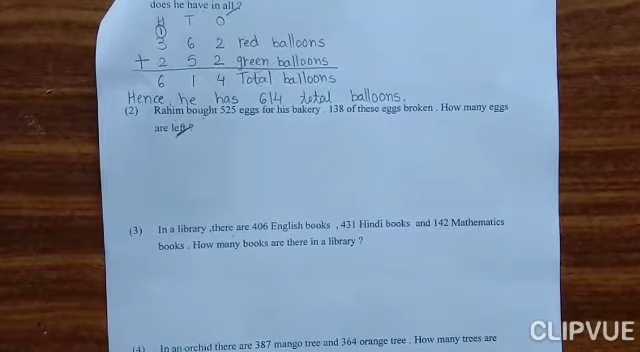 does he have in all ?
H T O
①
3 6 2 red balloons
+ 2 5 2 green balloons
6 1 4 Total balloons
Hence, he has 614 total balloons.
(2) Rahim bought 525 eggs for his bakery . 138 of these eggs broken . How many eggs
are left ?
(3) In a library ,there are 406 English books , 431 Hindi books and 142 Mathematics
books . How many books are there in a library ?
(4) In an orchid there are 387 mango tree and 364 orange tree . How many trees are
CLIPVUE